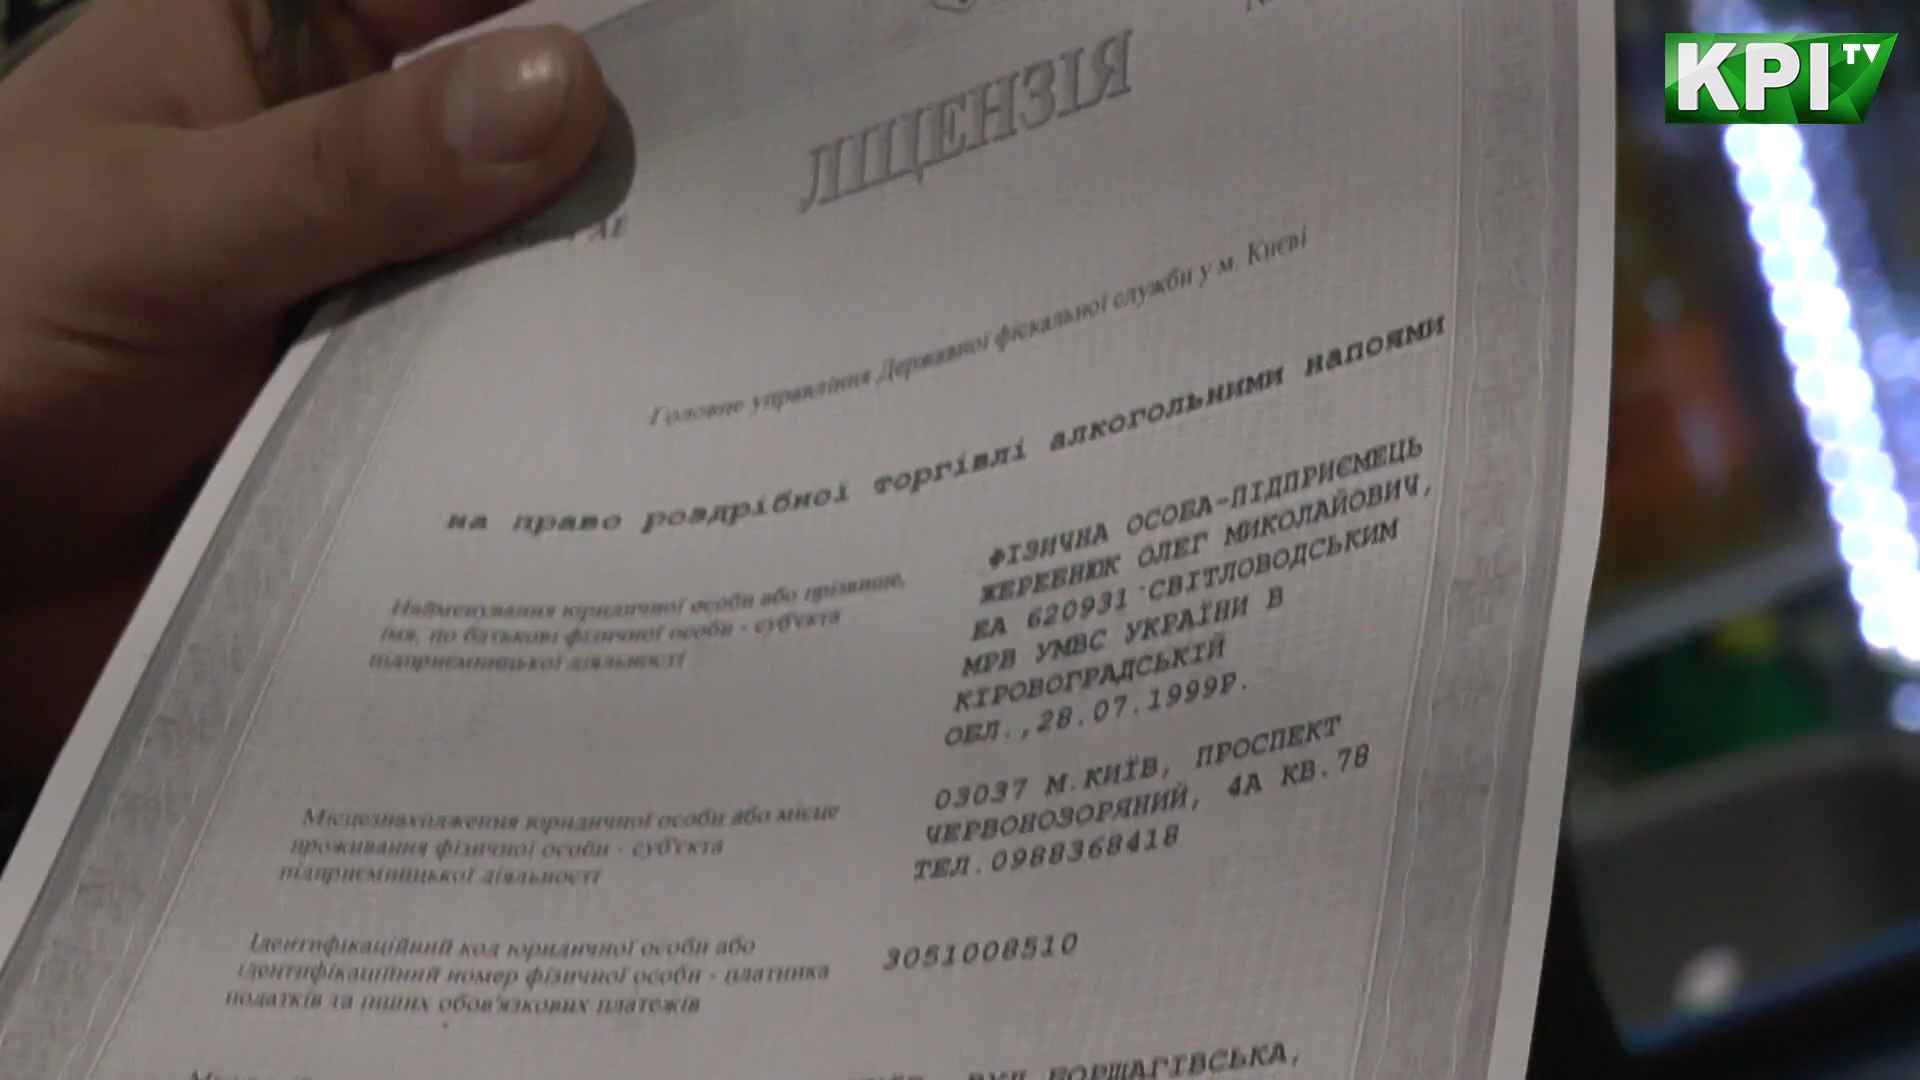 KPI TV
ЛІЦЕНЗІЯ
Головне управління Державної фіскальної служби у м. Києві
на право роздрібної торгівлі алкогольними напоями
Найменування юридичної особи або прізвище,
імя, по батькові фізичної особи - суб'єкта
підприємницької діяльності
ФІЗИЧНА ОСОБА-ПІДПРИЄМЕЦЬ
ЖЕРЕБНЮК ОЛЕГ МИКОЛАЙОВИЧ,
ЕА 620931 СВІТЛОВОДСЬКИМ
МРВ УМВС УКРАЇНИ В
КІРОВОГРАДСЬКІЙ
ОБЛ.,28.07.1999Р.
Місцезнаходження юридичної особи або місце
проживання фізичної особи - суб'єкта
підприємницької діяльності
03037 М.КИЇВ, ПРОСПЕКТ
ЧЕРВОНОЗОРЯНИЙ, 4А КВ.78
ТЕЛ.0988368418
Ідентифікаційний код юридичної особи або
ідентифікаційний номер фізичної особи - платника
податків та інших обов'язкових платежів
3051008510
ВУЛ БОРЩАГІВСЬКА,